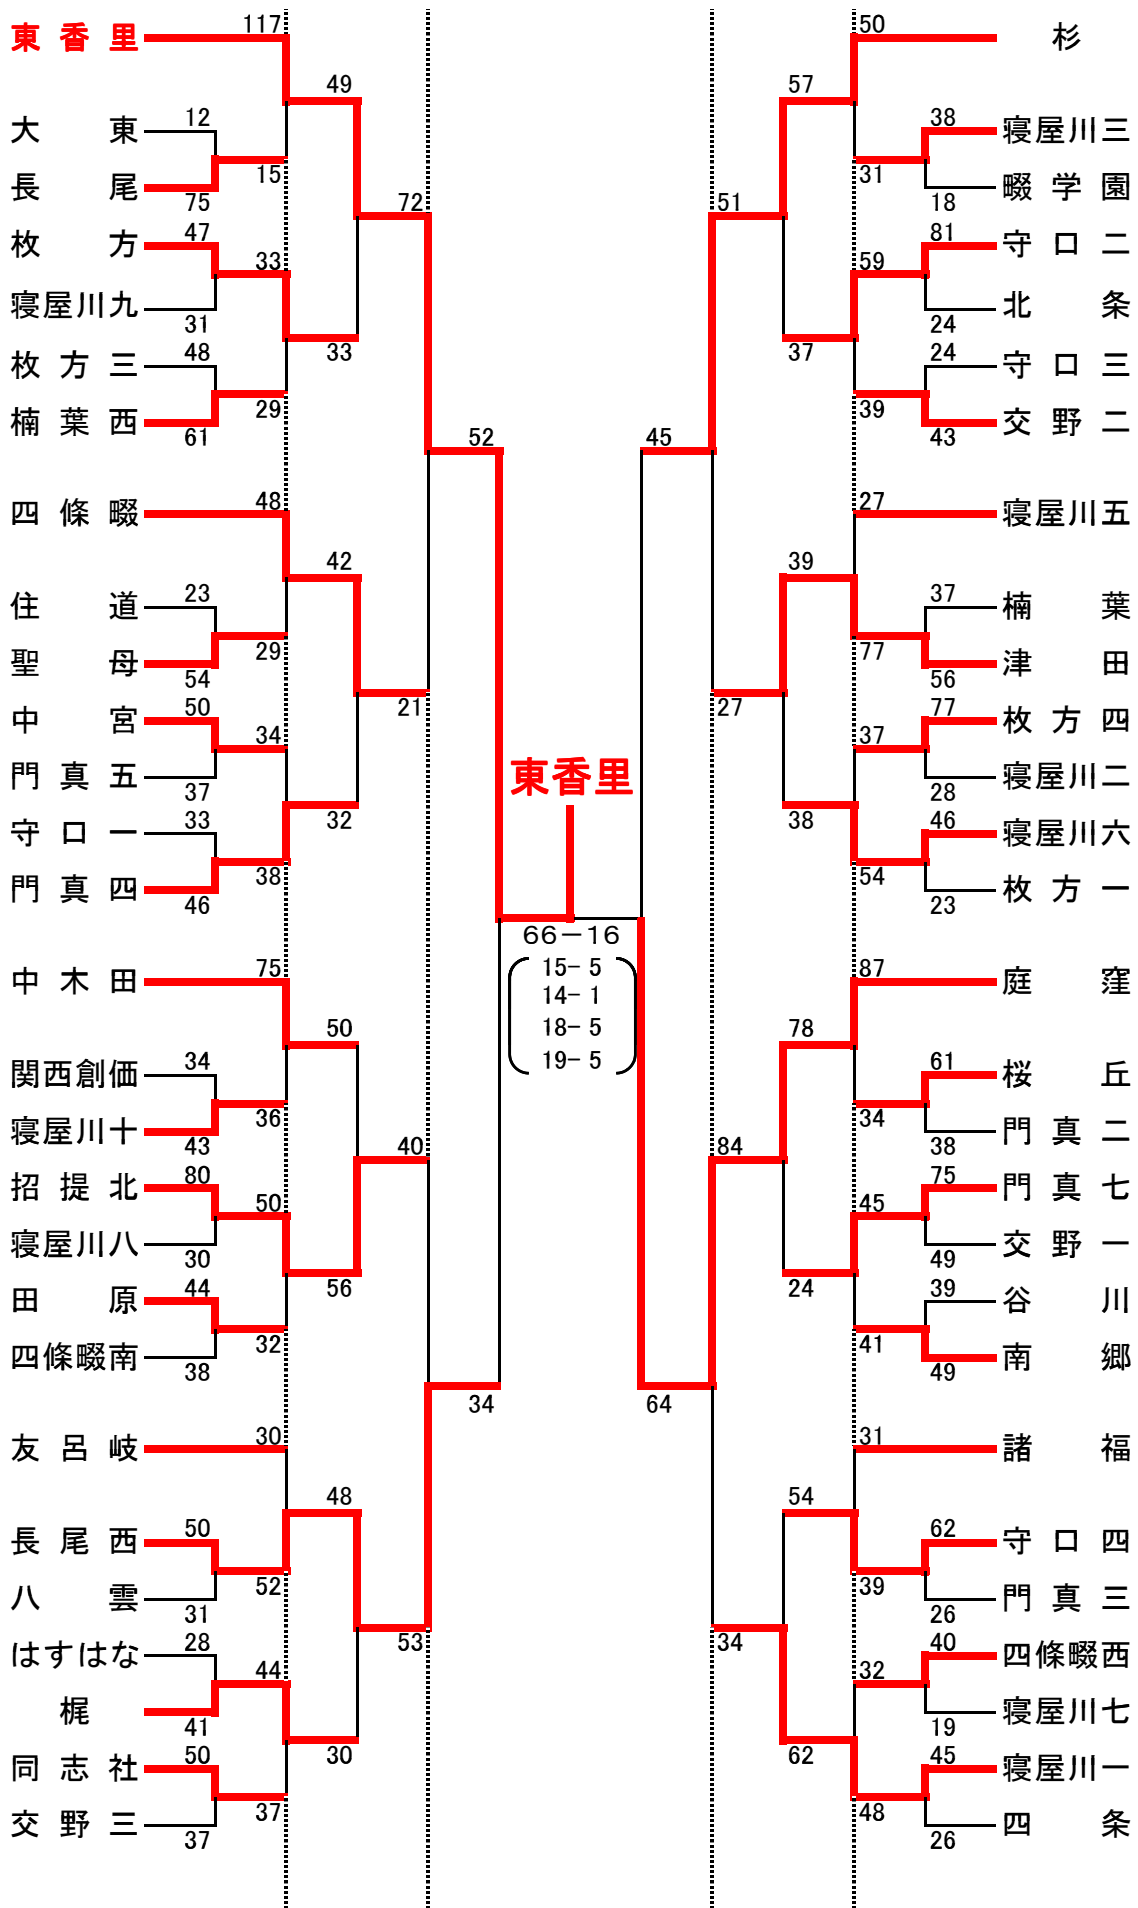 東香里 117 50 杉
49 57
大東 12 38 寝屋川三
15 31
長尾 75 18 畷学園
72 51
枚方 47 81 守口二
33 59
寝屋川九 31 24 北条
33 37
枚方三 48 24 守口三
29 39
楠葉西 61 43 交野二
52 45
四條畷 48 27 寝屋川五
42 39
住道 23 37 楠葉
29 77
聖母 54 56 津田
21 27
中宮 50 77 枚方四
34 37
門真五 37 28 寝屋川二
東香里
32 38
守口一 33 46 寝屋川六
38 54
門真四 46 23 枚方一
66－16
15－5
14－1
18－5
19－5
中木田 75 87 庭窪
50 78
関西創価 34 61 桜丘
36 34
寝屋川十 43 38 門真二
40 84
招提北 80 75 門真七
50 45
寝屋川八 30 49 交野一
56 24
田原 44 39 谷川
32 41
四條畷南 38 49 南郷
34 64
友呂岐 30 31 諸福
48 54
長尾西 50 62 守口四
52 39
八雲 31 26 門真三
53 34
はすはな 28 40 四條畷西
44 32
梶 41 19 寝屋川七
30 62
同志社 50 45 寝屋川一
37 48
交野三 37 26 四条